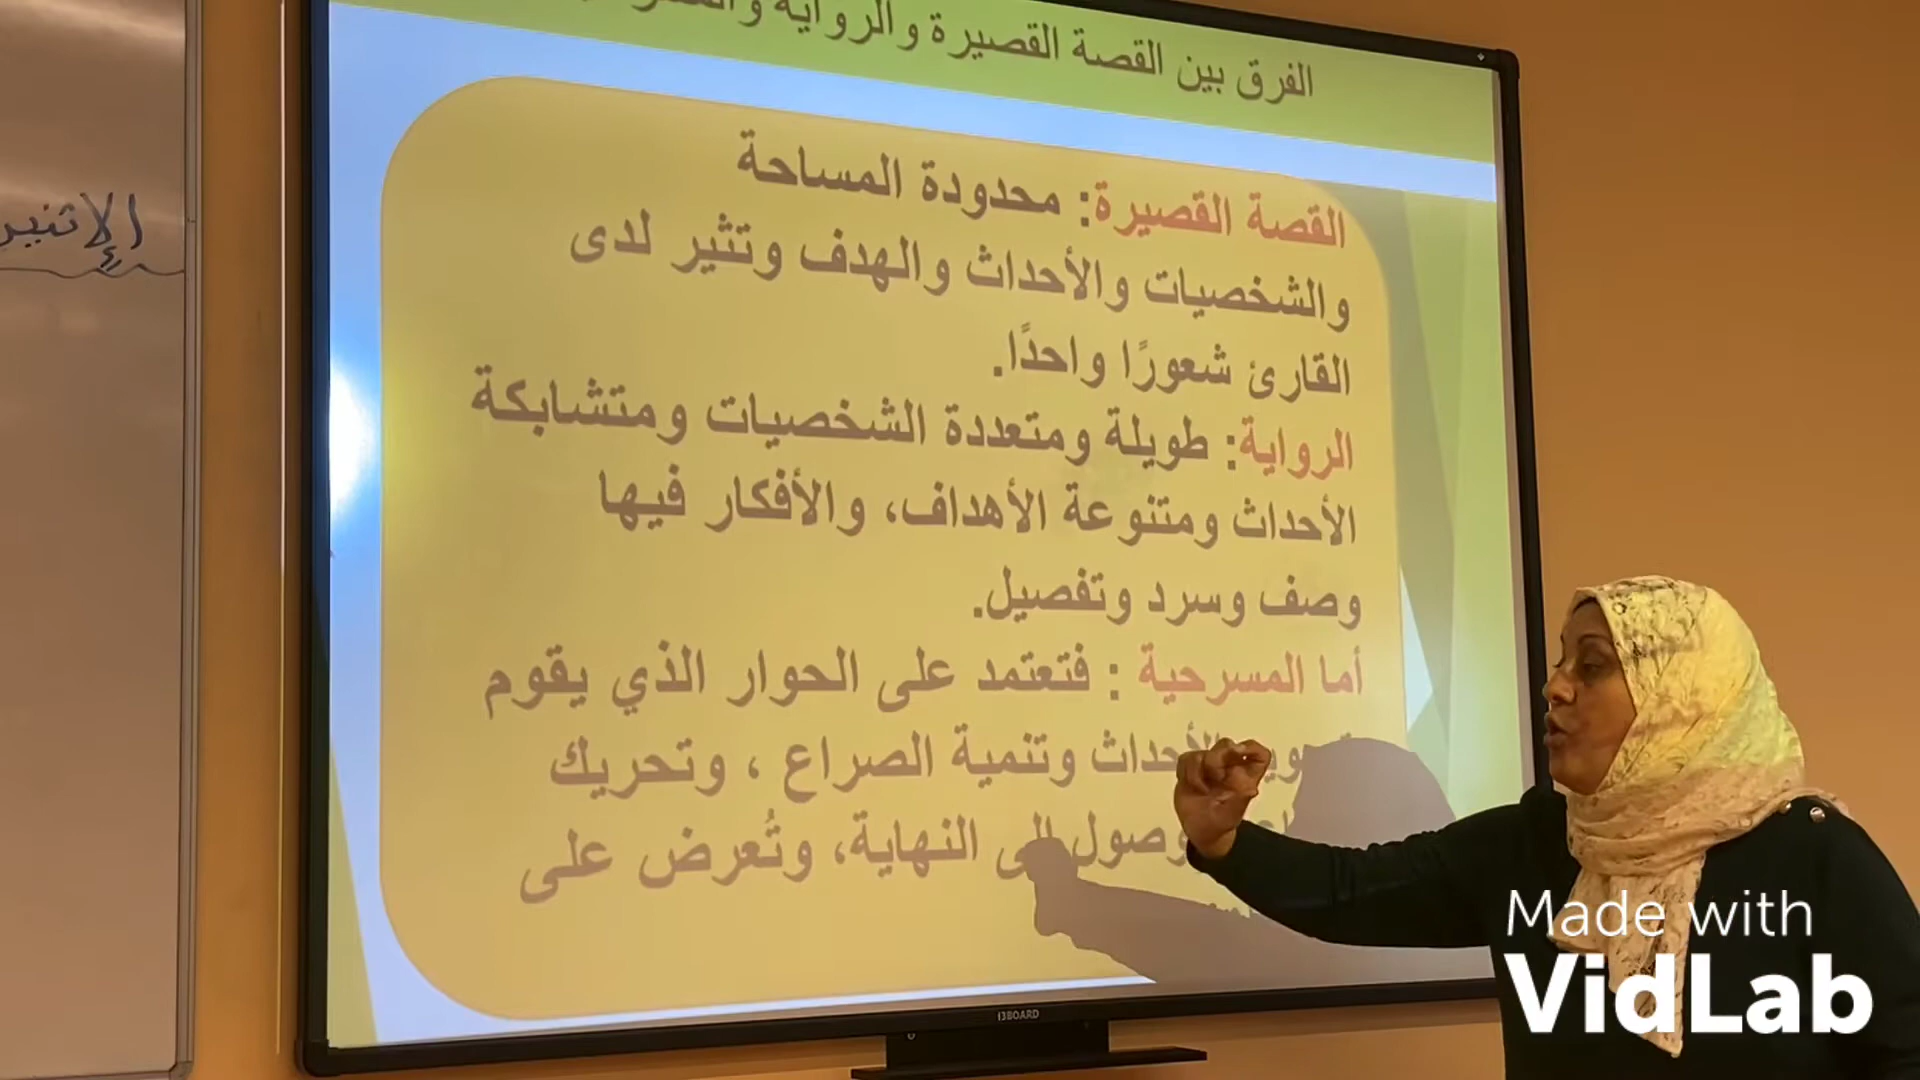 الفرق بين القصة القصيرة والرواية
القصة القصيرة: محدودة المساحة
والشخصيات والأحداث والهدف وتثير لدى
القارئ شعورًا واحدًا.
الرواية: طويلة ومتعددة الشخصيات ومتشابكة
الأحداث ومتنوعة الأهداف، والأفكار فيها
وصف وسرد وتفصيل.
أما المسرحية : فتعتمد على الحوار الذي يقوم
الأحداث وتنمية الصراع ، وتحريك
إلى النهاية، وتُعرض على
الإثنين
i3BOARD
Made with
VidLab